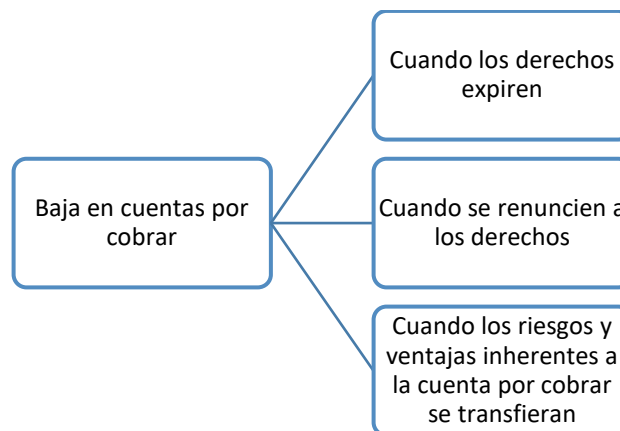 Cuando los derechos
expiren
Baja en cuentas por
cobrar
Cuando se renuncien a
los derechos
Cuando los riesgos y
ventajas inherentes a
la cuenta por cobrar
se transfieran